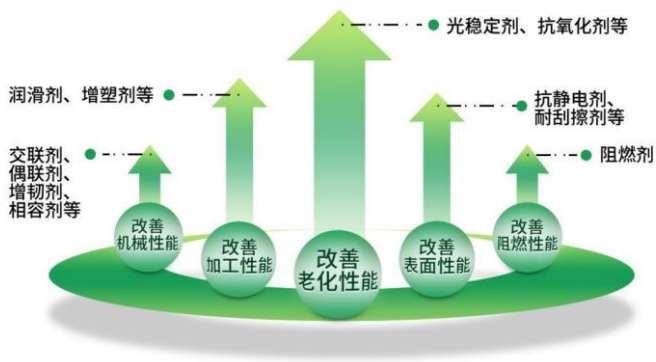 光稳定剂、抗氧化剂等
润滑剂、增塑剂等
抗静电剂、
耐刮擦剂等
交联剂、
偶联剂、
增韧剂、
相容剂等
阻燃剂
改善
机械性能
改善
加工性能
改善
老化性能
改善
表面性能
改善
阻燃性能